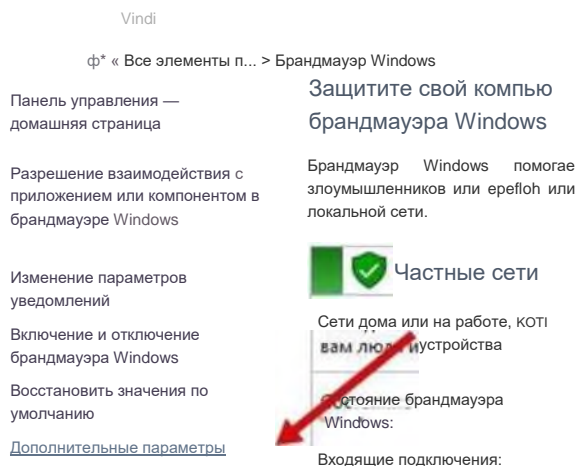 Vindi
ф* « Все элементы п... > Брандмауэр Windows
Панель управления —
домашняя страница
Разрешение взаимодействия с
приложением или компонентом в
брандмауэре Windows
Изменение параметров
уведомлений
Включение и отключение
брандмауэра Windows
Восстановить значения по
умолчанию
Дополнительные параметры
Защитите свой компью
брандмауэра Windows
Брандмауэр Windows помогае
злоумышленников или epefloh или
локальной сети.
Частные сети
Сети дома или на работе, KOTI
вам лю и устройства
стояние брандмауэра
Windows:
Входящие подключения: